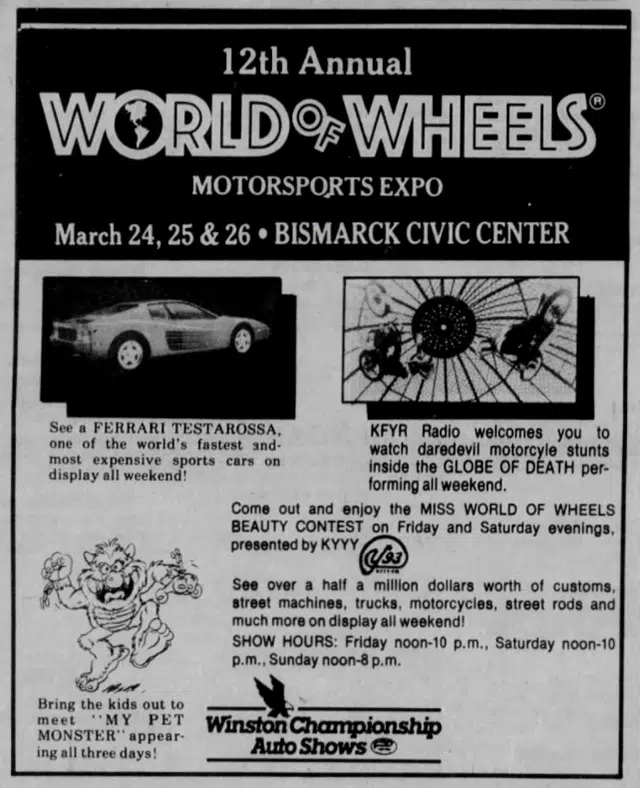 12th Annual
WORLD OF WHEELS®
MOTORSPORTS EXPO
March 24, 25 & 26 • BISMARCK CIVIC CENTER
See a FERRARI TESTAROSSA,
one of the world's fastest and
most expensive sports cars on
display all weekend!
KFYR Radio welcomes you to
watch daredevil motorcyle stunts
inside the GLOBE OF DEATH per-
forming all weekend.
Come out and enjoy the MISS WORLD OF WHEELS
BEAUTY CONTEST on Friday and Saturday evenings,
presented by KYYY Y93
See over a half a million dollars worth of customs,
street machines, trucks, motorcycles, street rods and
much more on display all weekend!
SHOW HOURS: Friday noon-10 p.m., Saturday noon-10
p.m., Sunday noon-8 p.m.
Bring the kids out to
meet "MY PET
MONSTER" appear-
ing all three days!
Winston Championship
Auto Shows